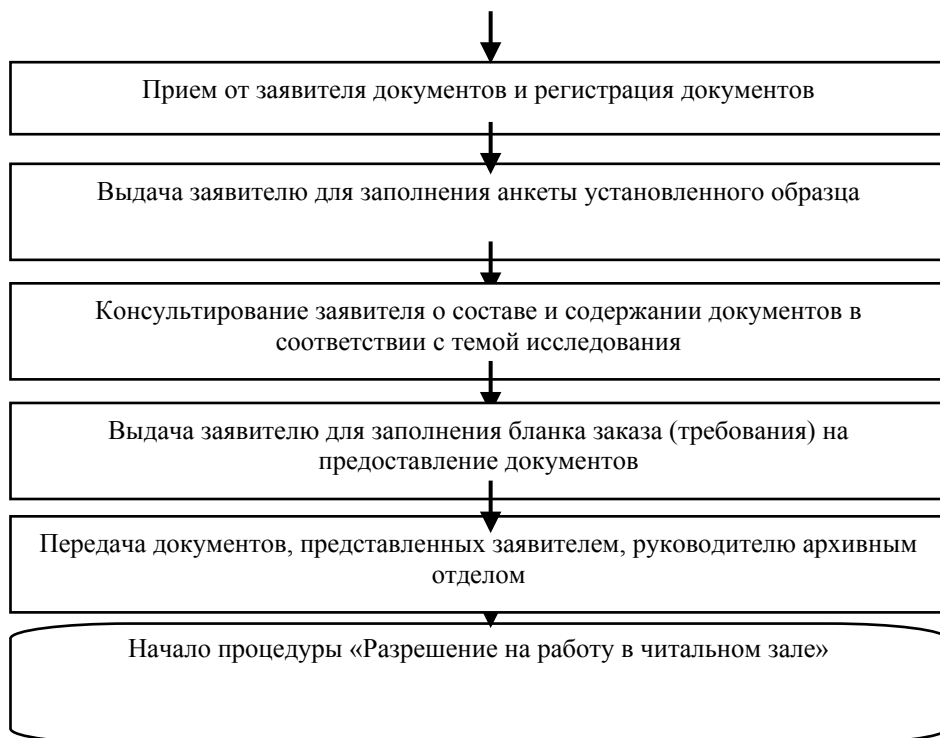 Прием от заявителя документов и регистрация документов
Выдача заявителю для заполнения анкеты установленного образца
Консультирование заявителя о составе и содержании документов в
соответствии с темой исследования
Выдача заявителю для заполнения бланка заказа (требования) на
предоставление документов
Передача документов, представленных заявителем, руководителю архивным
отделом
Начало процедуры «Разрешение на работу в читальном зале»